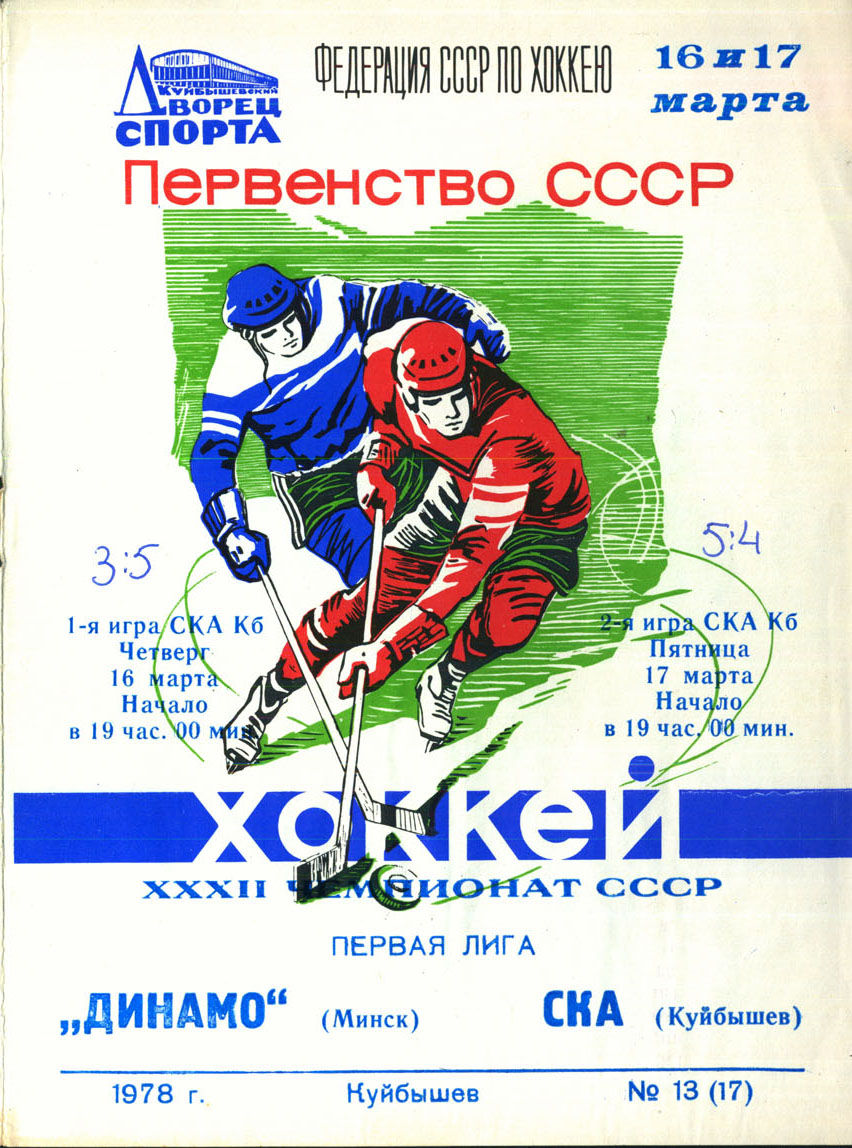 КУЙБЫШЕВСКИЙ
ДВОРЕЦ
СПОРТА
ФЕДЕРАЦИЯ СССР ПО ХОККЕЮ
16 и 17
марта
Первенство СССР
3:5
5:4
1-я игра СКА Кб
Четверг
16 марта
Начало
в 19 час. 00 мин.
2-я игра СКА Кб
Пятница
17 марта
Начало
в 19 час. 00 мин.
Хоккей
XXXII ЧЕМПИОНАТ СССР
ПЕРВАЯ ЛИГА
„ДИНАМО“ (Минск) СКА (Куйбышев)
1978 г. Куйбышев № 13 (17)